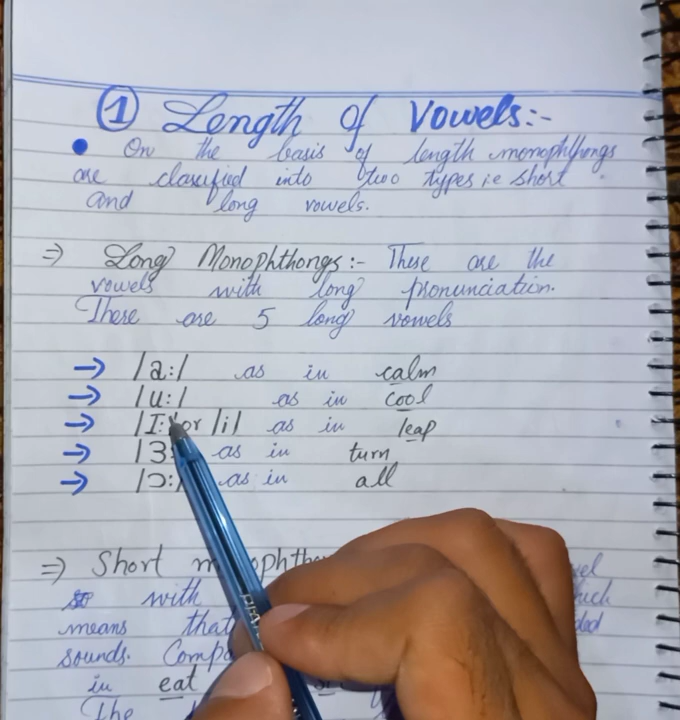 ① Length of Vowels:-
• On the basis of length monophthongs
are classified into two types i.e short
and long vowels.
⇒ Long Monophthongs:- These are the
vowels with long pronunciation.
There are 5 long vowels
→ /a:/ as in calm
→ /u:/ as in cool
→ /I:/ or /i/ as in leap
→ /3: as in turn
→ /ɔ:/ as in all
⇒ Short
with
means that
sounds.
in eat
The